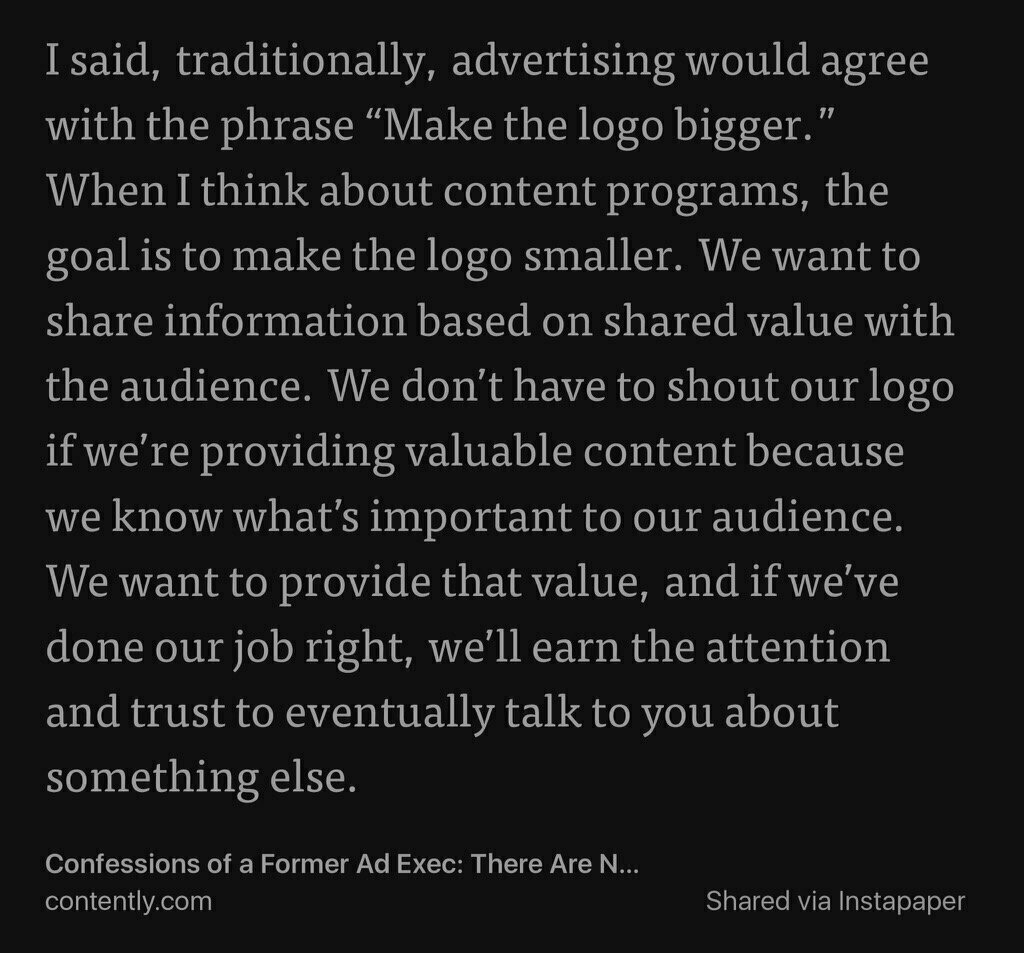 I said, traditionally, advertising would agree
with the phrase “Make the logo bigger.”
When I think about content programs, the
goal is to make the logo smaller. We want to
share information based on shared value with
the audience. We don’t have to shout our logo
if we’re providing valuable content because
we know what’s important to our audience.
We want to provide that value, and if we’ve
done our job right, we’ll earn the attention
and trust to eventually talk to you about
something else.
Confessions of a Former Ad Exec: There Are N...
contently.com
Shared via Instapaper